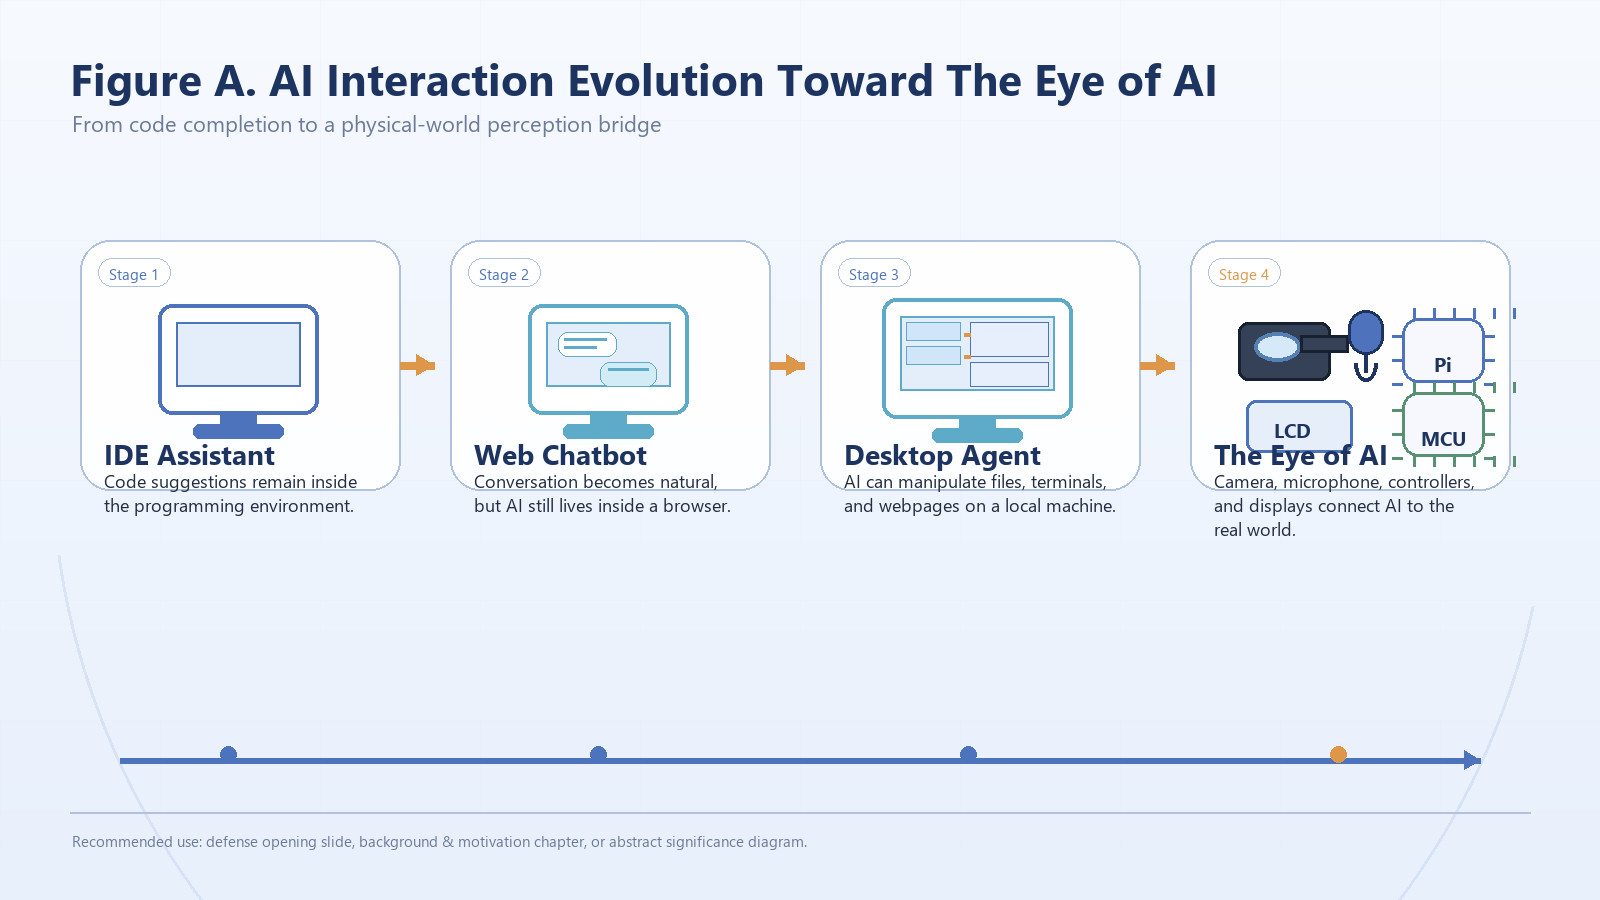 Figure A. AI Interaction Evolution Toward The Eye of AI
From code completion to a physical-world perception bridge
Stage 1
IDE Assistant
Code suggestions remain inside
the programming environment.
Stage 2
Web Chatbot
Conversation becomes natural,
but AI still lives inside a browser.
Stage 3
Desktop Agent
AI can manipulate files, terminals,
and webpages on a local machine.
Stage 4
Pi
LCD
MCU
The Eye of AI
Camera, microphone, controllers,
and displays connect AI to the
real world.
Recommended use: defense opening slide, background & motivation chapter, or abstract significance diagram.